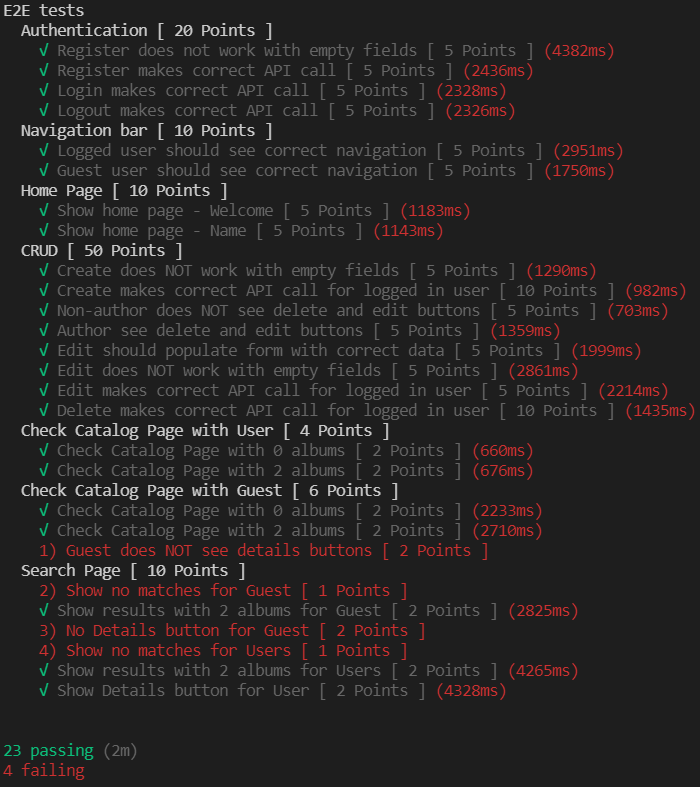 E2E tests
Authentication [ 20 Points ]
√ Register does not work with empty fields [ 5 Points ] (4382ms)
√ Register makes correct API call [ 5 Points ] (2436ms)
√ Login makes correct API call [ 5 Points ] (2328ms)
√ Logout makes correct API call [ 5 Points ] (2326ms)
Navigation bar [ 10 Points ]
√ Logged user should see correct navigation [ 5 Points ] (2951ms)
√ Guest user should see correct navigation [ 5 Points ] (1750ms)
Home Page [ 10 Points ]
√ Show home page - Welcome [ 5 Points ] (1183ms)
√ Show home page - Name [ 5 Points ] (1143ms)
CRUD [ 50 Points ]
√ Create does NOT work with empty fields [ 5 Points ] (1290ms)
√ Create makes correct API call for logged in user [ 10 Points ] (982ms)
√ Non-author does NOT see delete and edit buttons [ 5 Points ] (703ms)
√ Author see delete and edit buttons [ 5 Points ] (1359ms)
√ Edit should populate form with correct data [ 5 Points ] (1999ms)
√ Edit does NOT work with empty fields [ 5 Points ] (2861ms)
√ Edit makes correct API call for logged in user [ 5 Points ] (2214ms)
√ Delete makes correct API call for logged in user [ 10 Points ] (1435ms)
Check Catalog Page with User [ 4 Points ]
√ Check Catalog Page with 0 albums [ 2 Points ] (660ms)
√ Check Catalog Page with 2 albums [ 2 Points ] (676ms)
Check Catalog Page with Guest [ 6 Points ]
√ Check Catalog Page with 0 albums [ 2 Points ] (2233ms)
√ Check Catalog Page with 2 albums [ 2 Points ] (2710ms)
1) Guest does NOT see details buttons [ 2 Points ]
Search Page [ 10 Points ]
2) Show no matches for Guest [ 1 Points ]
√ Show results with 2 albums for Guest [ 2 Points ] (2825ms)
3) No Details button for Guest [ 2 Points ]
4) Show no matches for Users [ 1 Points ]
√ Show results with 2 albums for Users [ 2 Points ] (4265ms)
√ Show Details button for User [ 2 Points ] (4328ms)
23 passing (2m)
4 failing